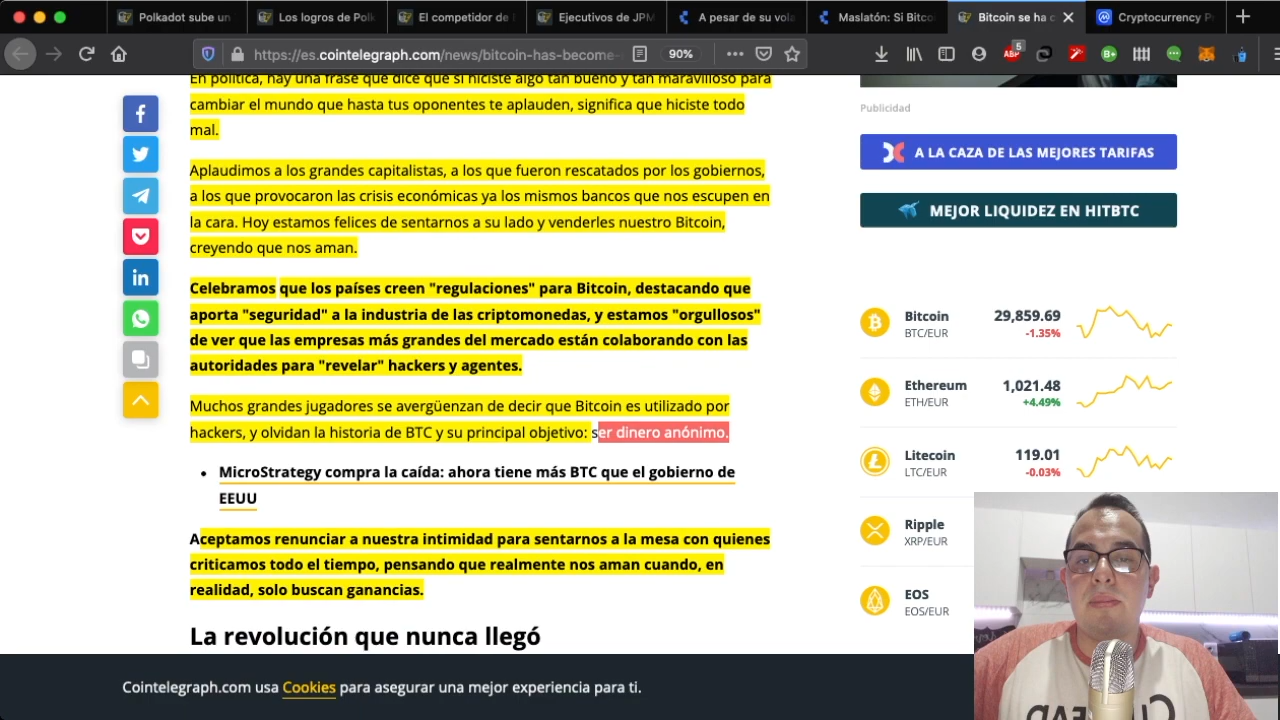 Polkadot sube un
Los logros de Polk
El competidor de
Ejecutivos de JPM
A pesar de su vola
Maslatón: Si Bitco
Bitcoin se ha c
Cryptocurrency P
https://es.cointelegraph.com/news/bitcoin-has-become-
90%
5
ABP
B+
En política, hay una frase que dice que si hiciste algo tan bueno y tan maravilloso para
cambiar el mundo que hasta tus oponentes te aplauden, significa que hiciste todo
mal.
Aplaudimos a los grandes capitalistas, a los que fueron rescatados por los gobiernos,
a los que provocaron las crisis económicas ya los mismos bancos que nos escupen en
la cara. Hoy estamos felices de sentarnos a su lado y venderles nuestro Bitcoin,
creyendo que nos aman.
Celebramos que los países creen "regulaciones" para Bitcoin, destacando que
aporta "seguridad" a la industria de las criptomonedas, y estamos "orgullosos"
de ver que las empresas más grandes del mercado están colaborando con las
autoridades para "revelar" hackers y agentes.
Muchos grandes jugadores se avergüenzan de decir que Bitcoin es utilizado por
hackers, y olvidan la historia de BTC y su principal objetivo: ser dinero anónimo.
• MicroStrategy compra la caída: ahora tiene más BTC que el gobierno de
EEUU
Aceptamos renunciar a nuestra intimidad para sentarnos a la mesa con quienes
criticamos todo el tiempo, pensando que realmente nos aman cuando, en
realidad, solo buscan ganancias.
La revolución que nunca llegó
Publicidad
A LA CAZA DE LAS MEJORES TARIFAS
MEJOR LIQUIDEZ EN HITBTC
Bitcoin 29,859.69
BTC/EUR -1.35%
Ethereum 1,021.48
ETH/EUR +4.49%
Litecoin 119.01
LTC/EUR -0.03%
Ripple
XRP/EUR
EOS
EOS/EUR
Cointelegraph.com usa Cookies para asegurar una mejor experiencia para ti.